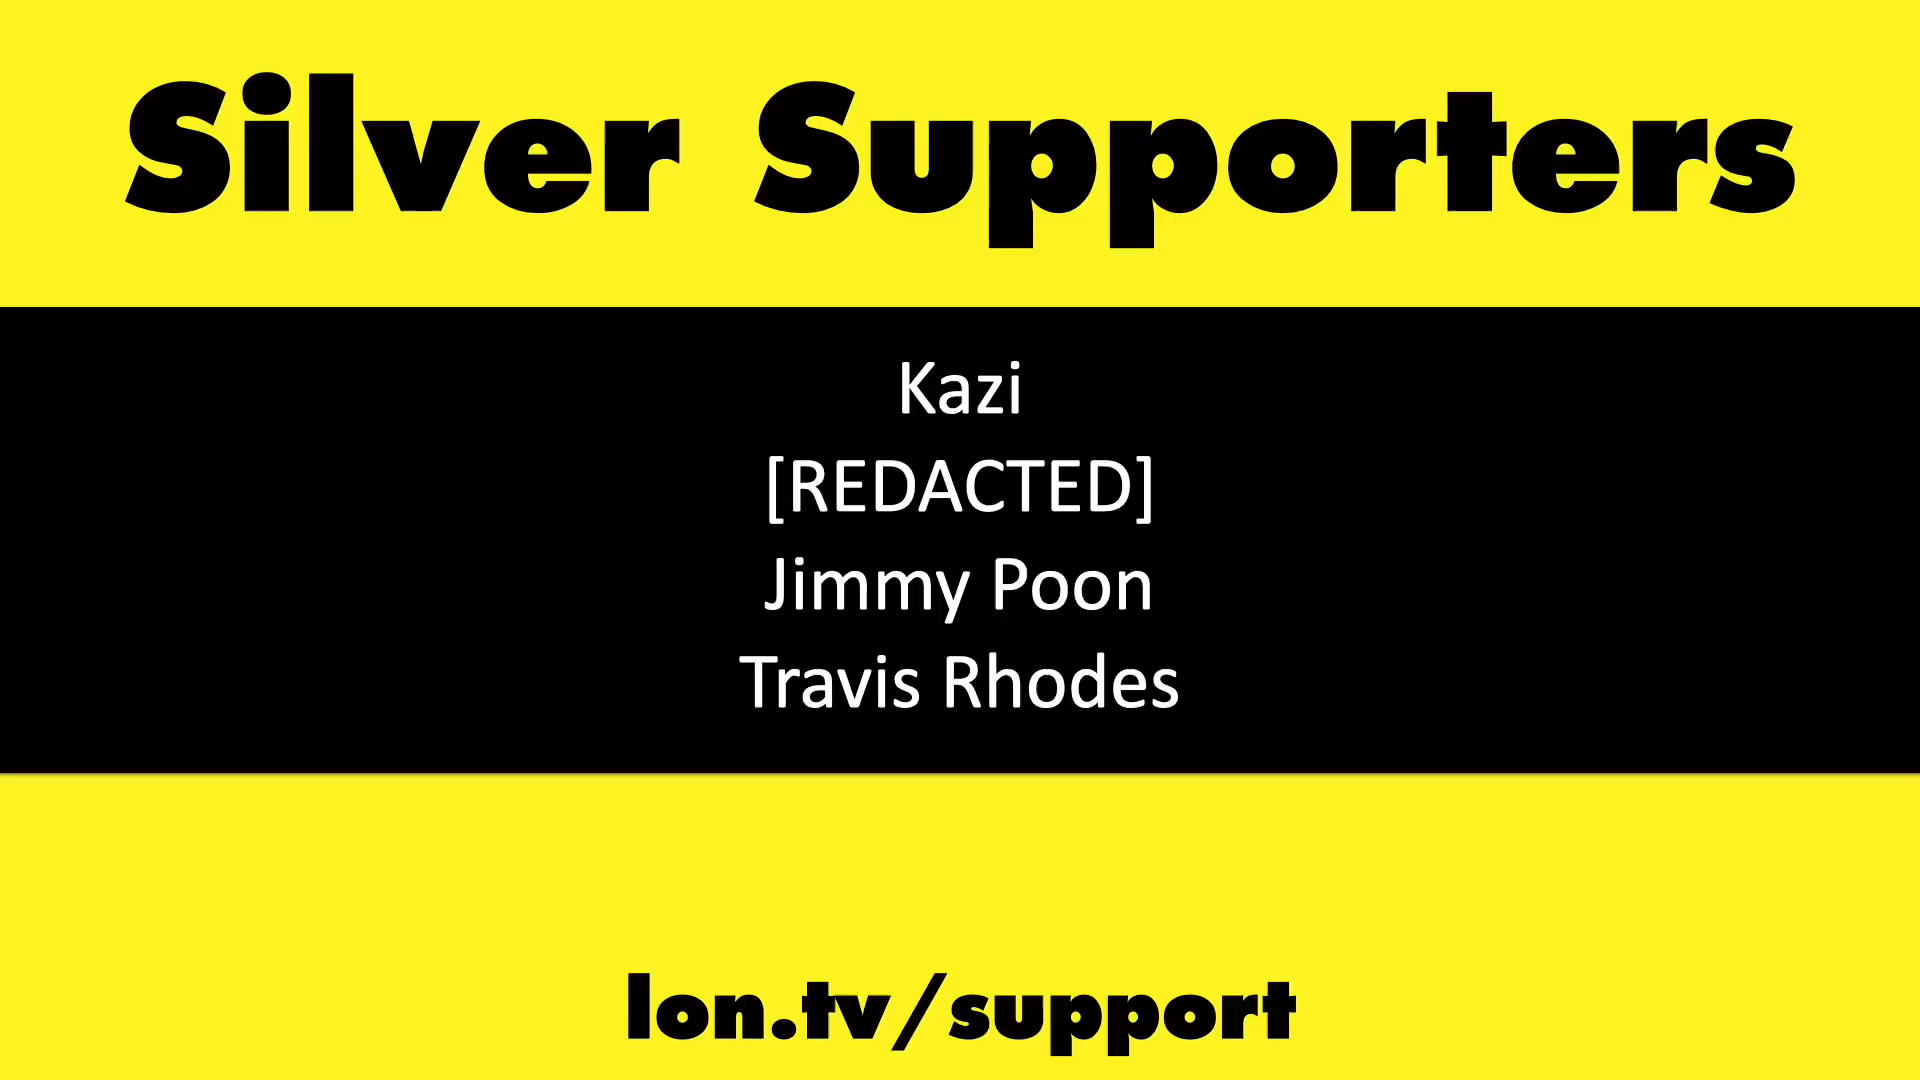 Silver Supporters
Kazi
[REDACTED]
Jimmy Poon
Travis Rhodes
lon.tv/support